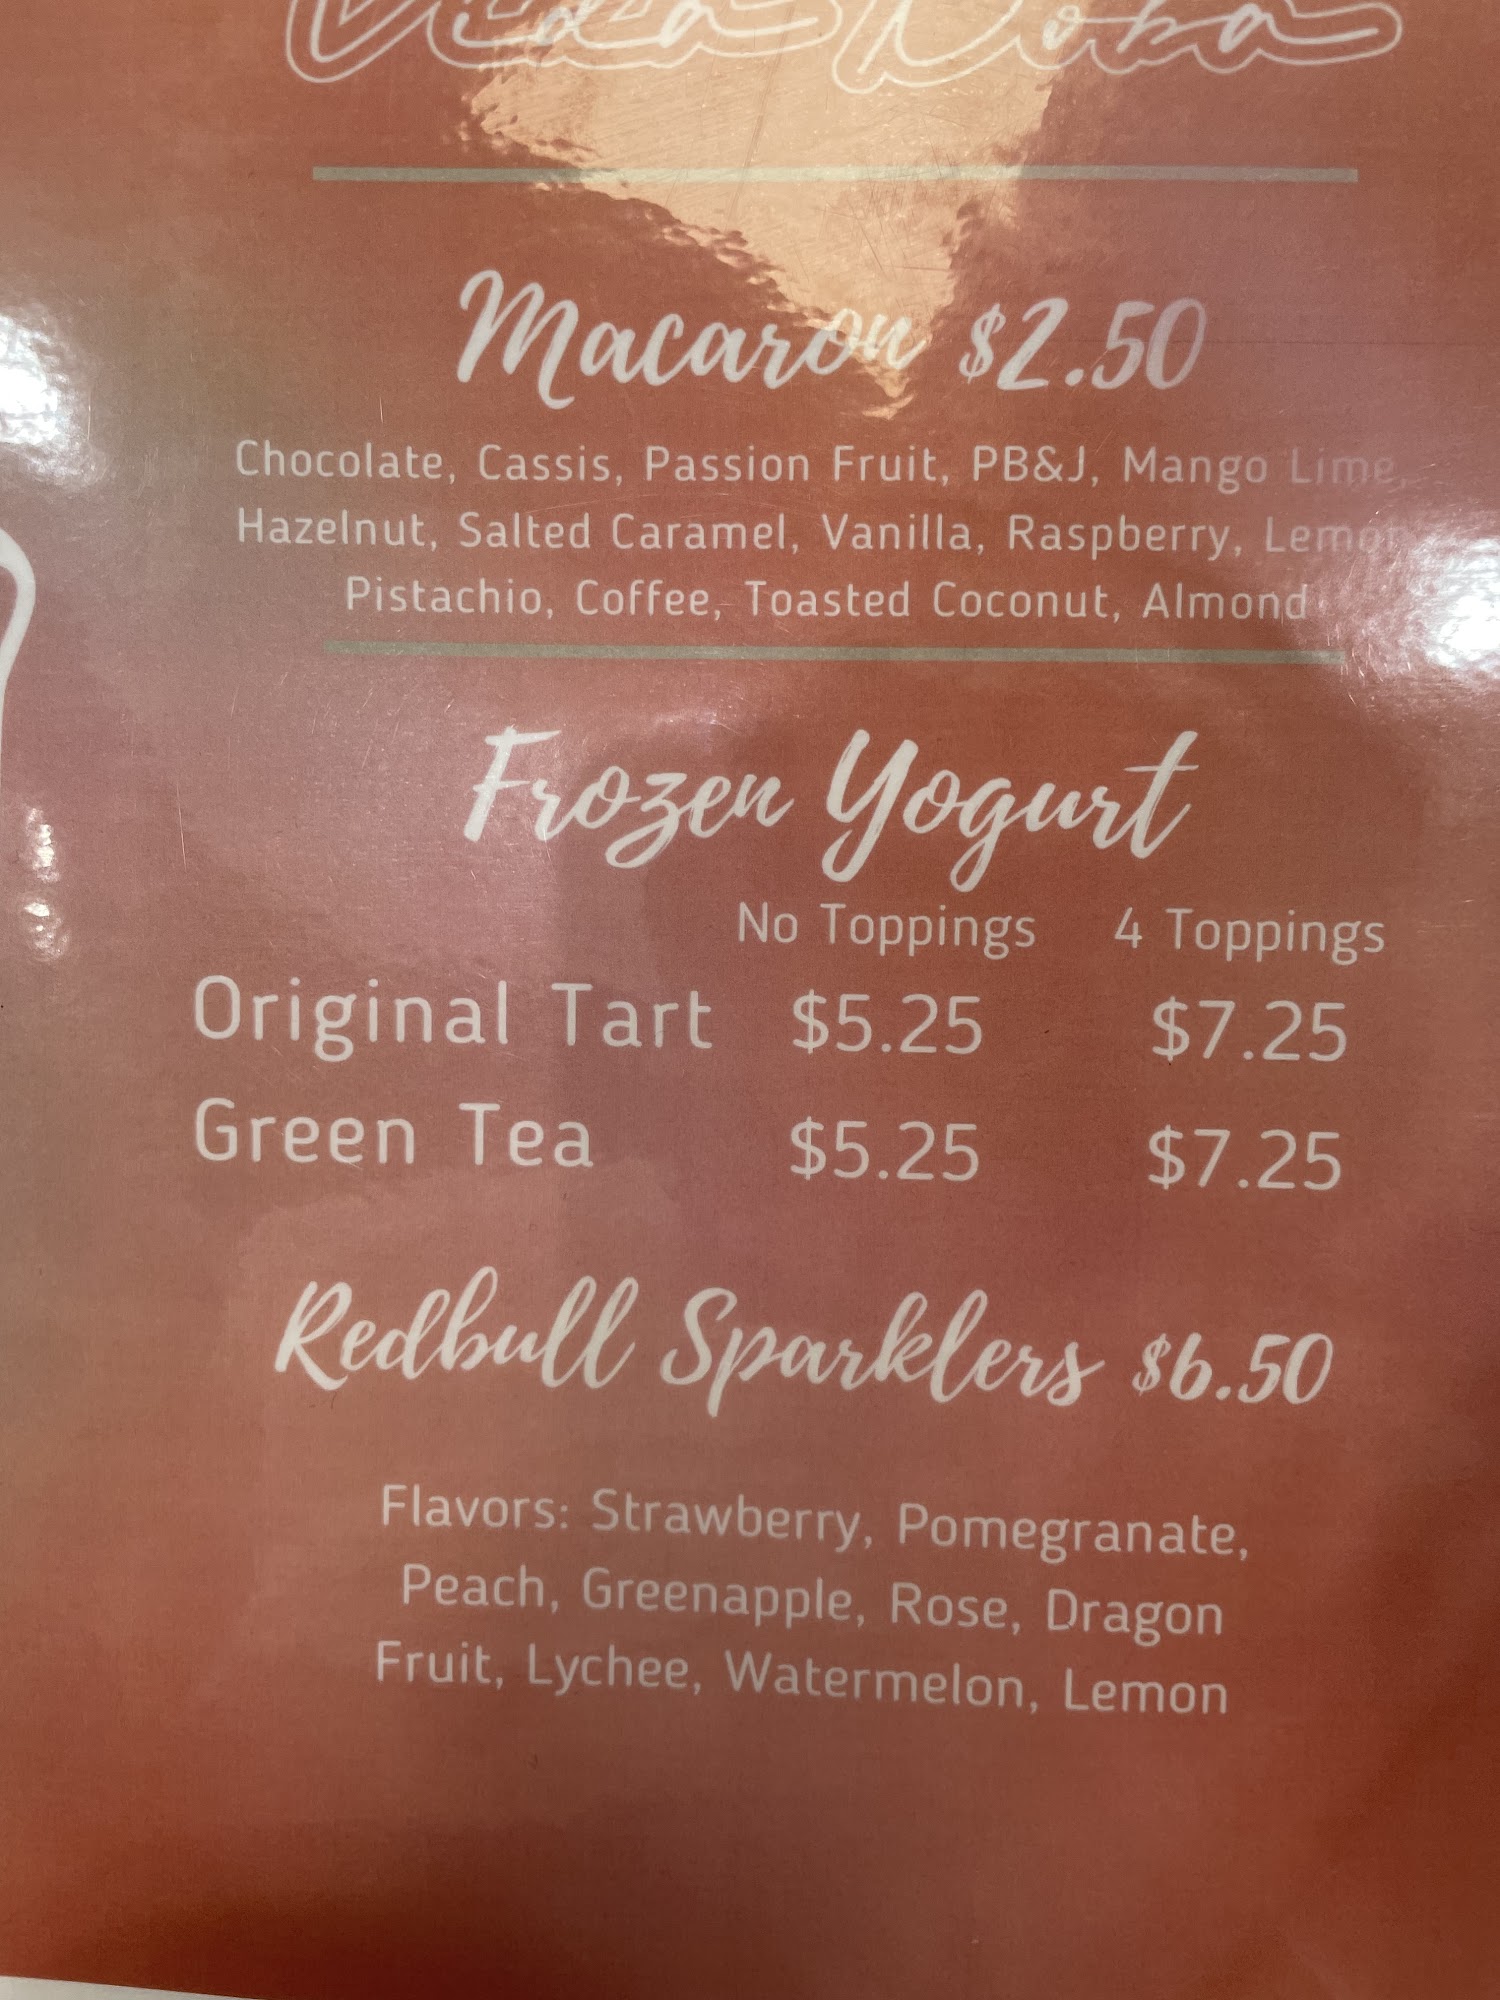 Macaron $2.50
Chocolate, Cassis, Passion Fruit, PB&J, Mango Lime,
Hazelnut, Salted Caramel, Vanilla, Raspberry, Lemon
Pistachio, Coffee, Toasted Coconut, Almond
Frozen Yogurt
No Toppings 4 Toppings
Original Tart $5.25 $7.25
Green Tea $5.25 $7.25
Redbull Sparklers $6.50
Flavors: Strawberry, Pomegranate,
Peach, Greenapple, Rose, Dragon
Fruit, Lychee, Watermelon, Lemon